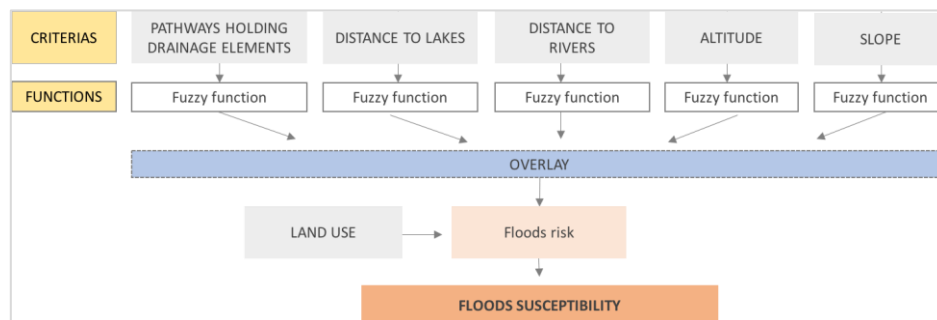 CRITERIAS
PATHWAYS HOLDING
DRAINAGE ELEMENTS
DISTANCE TO LAKES
DISTANCE TO
RIVERS
ALTITUDE
SLOPE
FUNCTIONS
Fuzzy function
Fuzzy function
Fuzzy function
Fuzzy function
Fuzzy function
OVERLAY
LAND USE
Floods risk
FLOODS SUSCEPTIBILITY